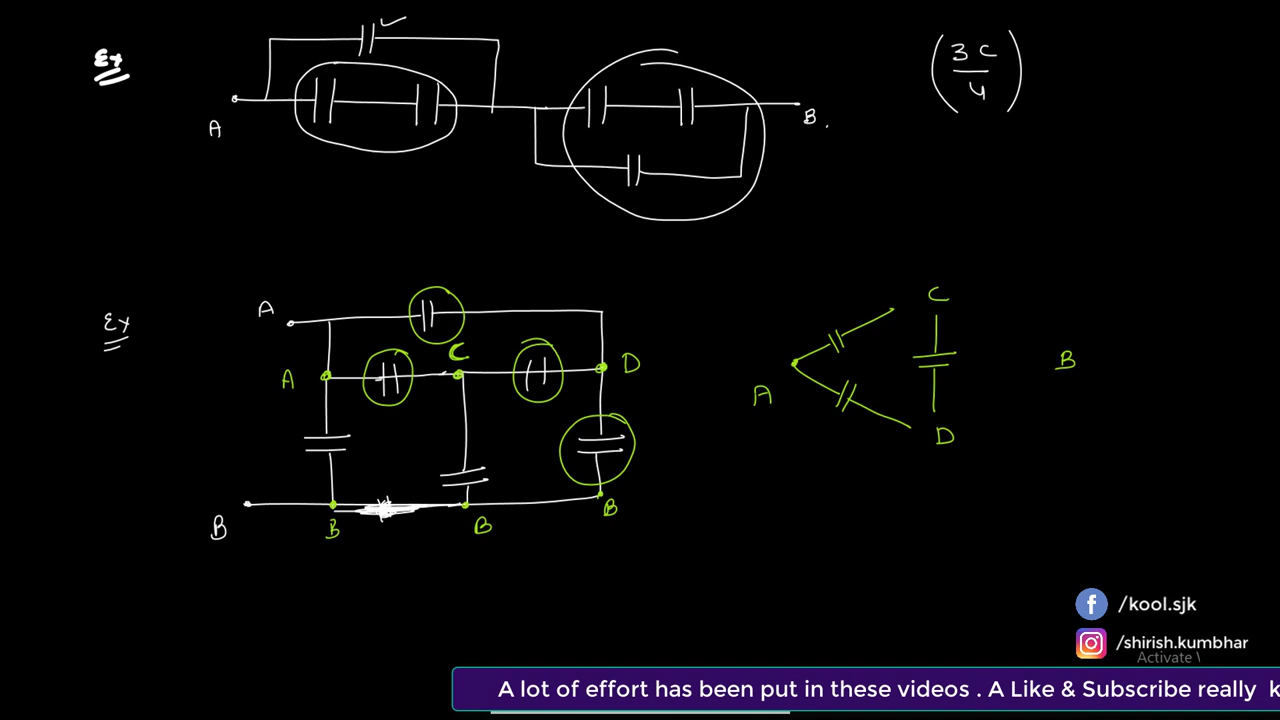 Ex
A
B.
(3C/4)
Ex
A
A
C
D
B
B
B
B
A
C
D
B
/kool.sjk
/shirish.kumbhar
Activate \
A lot of effort has been put in these videos . A Like & Subscribe really k